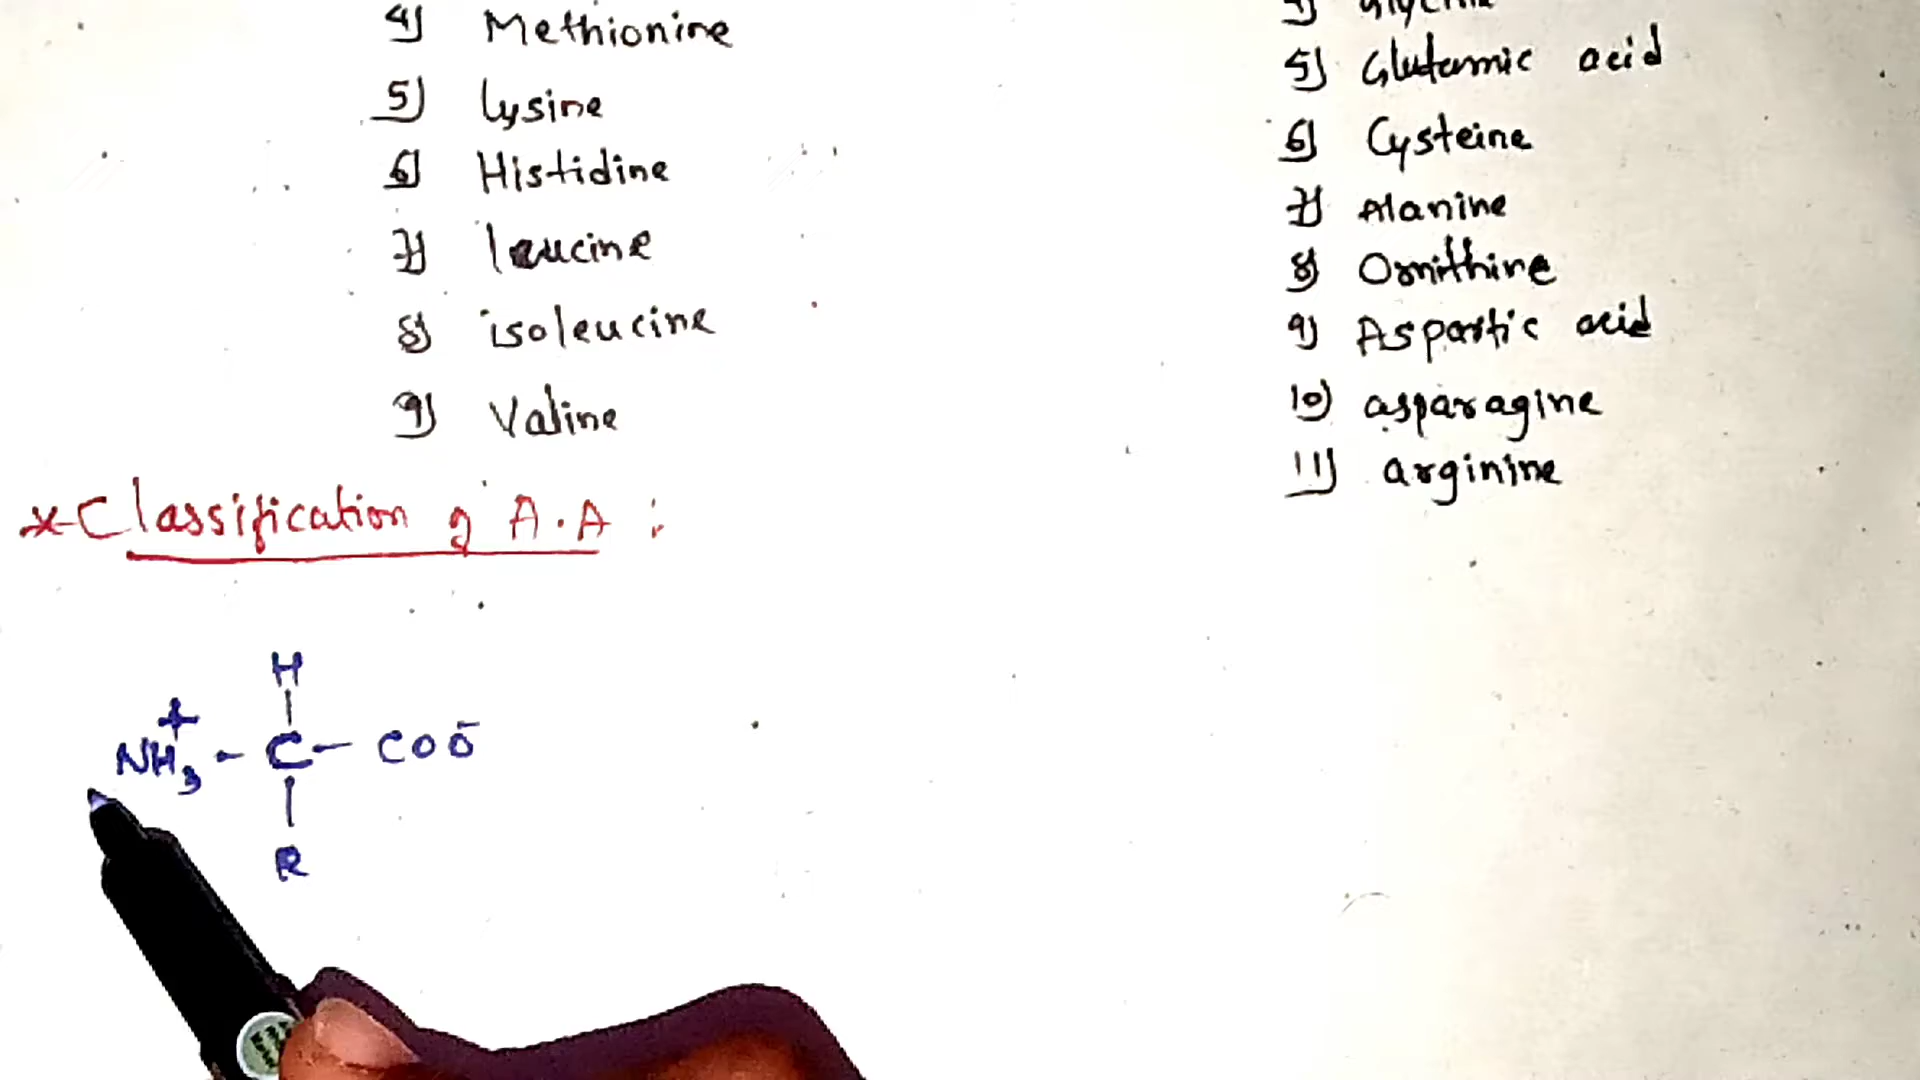 4) Methionine
5) Lysine
6) Histidine
7) leucine
8) isoleucine
9) Valine
5) Glutamic acid
6) Cysteine
7) Alanine
8) Ornithine
9) Aspartic acid
10) asparagine
11) arginine
* Classification of A.A :
H
NH3+ - C - COO-
R